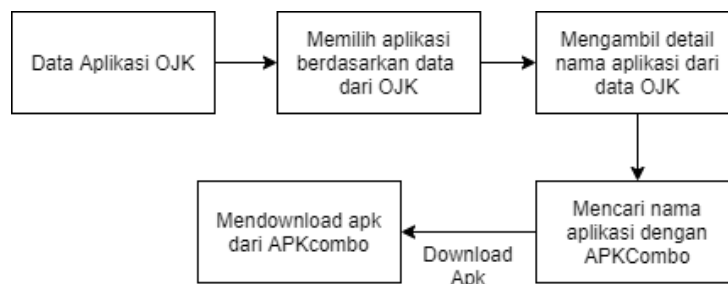 Data Aplikasi OJK
Memilih aplikasi
berdasarkan data
dari OJK
Mengambil detail
nama aplikasi dari
data OJK
Mencari nama
aplikasi dengan
APKCombo
Download
Apk
Mendownload apk
dari APKcombo